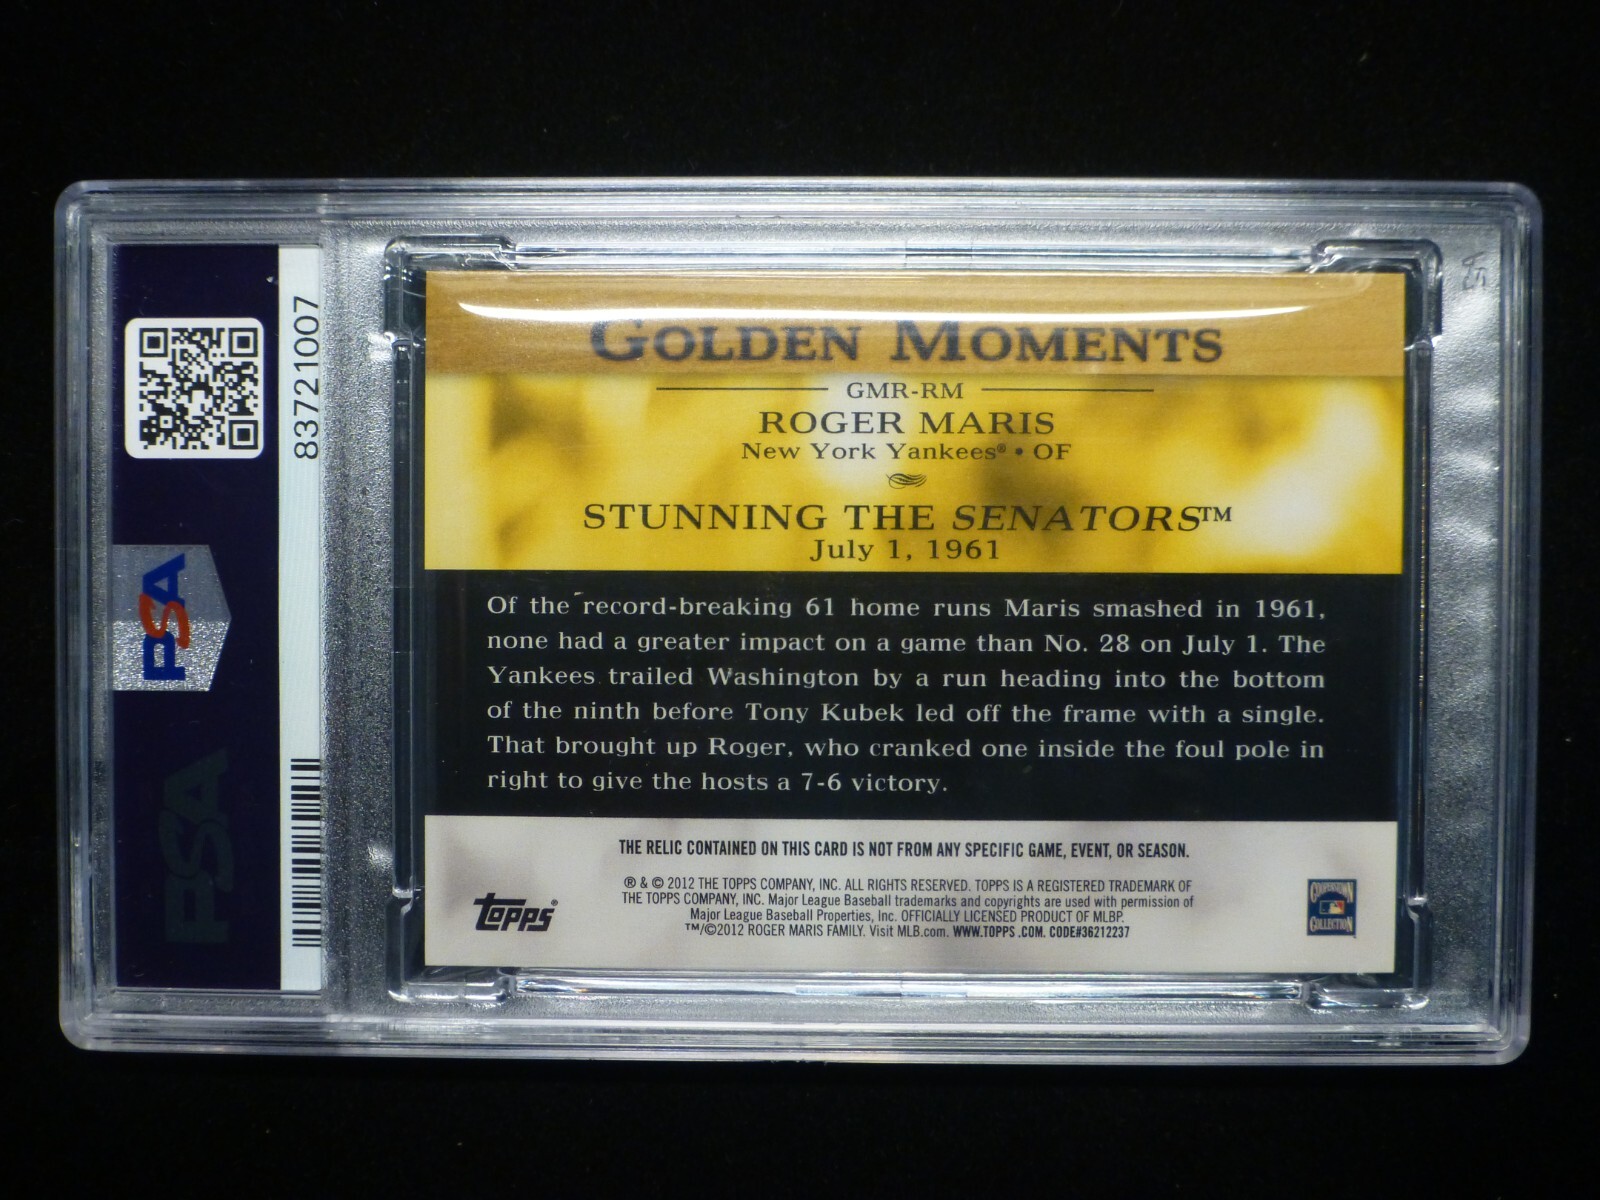 83721007
PSA
PSA
GOLDEN MOMENTS
GMR-RM
ROGER MARIS
New York Yankees® • OF
STUNNING THE SENATORS™
July 1, 1961
Of the record-breaking 61 home runs Maris smashed in 1961,
none had a greater impact on a game than No. 28 on July 1. The
Yankees trailed Washington by a run heading into the bottom
of the ninth before Tony Kubek led off the frame with a single.
That brought up Roger, who cranked one inside the foul pole in
right to give the hosts a 7-6 victory.
THE RELIC CONTAINED ON THIS CARD IS NOT FROM ANY SPECIFIC GAME, EVENT, OR SEASON.
® & © 2012 THE TOPPS COMPANY, INC. ALL RIGHTS RESERVED. TOPPS IS A REGISTERED TRADEMARK OF
THE TOPPS COMPANY, INC. Major League Baseball trademarks and copyrights are used with permission of
Major League Baseball Properties, Inc. OFFICIALLY LICENSED PRODUCT OF MLBP.
™/©2012 ROGER MARIS FAMILY. Visit MLB.com. WWW.TOPPS.COM. CODE#36212237
Topps®
COOPERSTOWN
COLLECTION